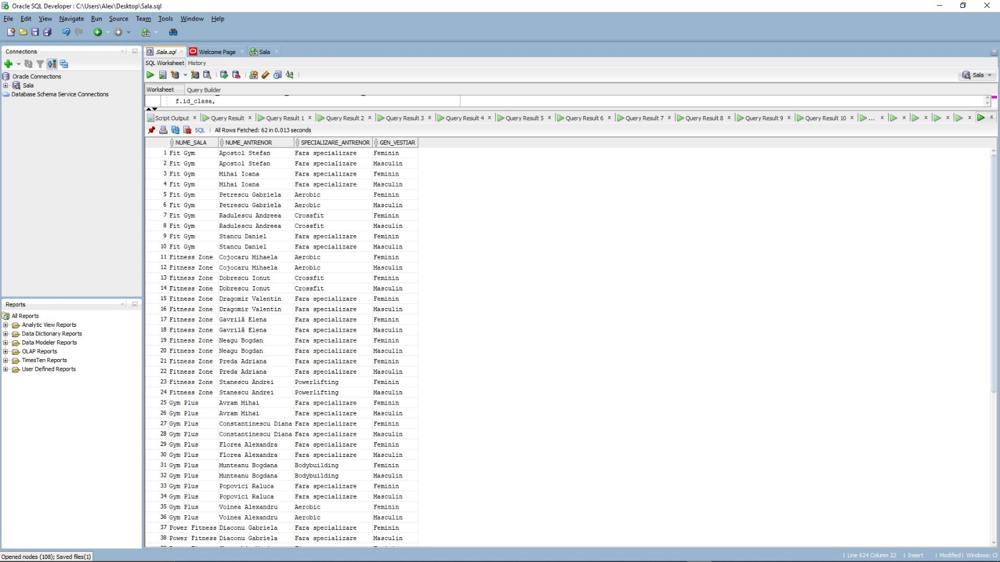 Oracle SQL Developer : C:\Users\Alex\Desktop\Sala.sql
File Edit View Navigate Run Source Team Tools Window Help
Connections
Oracle Connections
Sala
Database Schema Service Connections
Reports
All Reports
Analytic View Reports
Data Dictionary Reports
Data Modeler Reports
OLAP Reports
TimesTen Reports
User Defined Reports
Sala.sql Welcome Page Sala
SQL Worksheet History
Sala
Worksheet Query Builder
f.id_clasa,
Script Output Query Result Query Result 1 Query Result 2 Query Result 3 Query Result 4 Query Result 5 Query Result 6 Query Result 7 Query Result 8 Query Result 9 Query Result 10 ...
SQL | All Rows Fetched: 62 in 0.013 seconds
NUME_SALA NUME_ANTRENOR SPECIALIZARE_ANTRENOR GEN_VESTIAR
1 Fit Gym Apostol Stefan Fara specializare Feminin
2 Fit Gym Apostol Stefan Fara specializare Masculin
3 Fit Gym Mihai Ioana Fara specializare Feminin
4 Fit Gym Mihai Ioana Fara specializare Masculin
5 Fit Gym Petrescu Gabriela Aerobic Feminin
6 Fit Gym Petrescu Gabriela Aerobic Masculin
7 Fit Gym Radulescu Andreea Crossfit Feminin
8 Fit Gym Radulescu Andreea Crossfit Masculin
9 Fit Gym Stancu Daniel Fara specializare Feminin
10 Fit Gym Stancu Daniel Fara specializare Masculin
11 Fitness Zone Cojocaru Mihaela Aerobic Feminin
12 Fitness Zone Cojocaru Mihaela Aerobic Masculin
13 Fitness Zone Dobrescu Ionut Crossfit Feminin
14 Fitness Zone Dobrescu Ionut Crossfit Masculin
15 Fitness Zone Dragomir Valentin Fara specializare Feminin
16 Fitness Zone Dragomir Valentin Fara specializare Masculin
17 Fitness Zone Gavrilă Elena Fara specializare Feminin
18 Fitness Zone Gavrilă Elena Fara specializare Masculin
19 Fitness Zone Neagu Bogdan Fara specializare Feminin
20 Fitness Zone Neagu Bogdan Fara specializare Masculin
21 Fitness Zone Preda Adriana Fara specializare Feminin
22 Fitness Zone Preda Adriana Fara specializare Masculin
23 Fitness Zone Stanescu Andrei Powerlifting Feminin
24 Fitness Zone Stanescu Andrei Powerlifting Masculin
25 Gym Plus Avram Mihai Fara specializare Feminin
26 Gym Plus Avram Mihai Fara specializare Masculin
27 Gym Plus Constantinescu Diana Fara specializare Feminin
28 Gym Plus Constantinescu Diana Fara specializare Masculin
29 Gym Plus Florea Alexandra Fara specializare Feminin
30 Gym Plus Florea Alexandra Fara specializare Masculin
31 Gym Plus Munteanu Bogdana Bodybuilding Feminin
32 Gym Plus Munteanu Bogdana Bodybuilding Masculin
33 Gym Plus Popovici Raluca Fara specializare Feminin
34 Gym Plus Popovici Raluca Fara specializare Masculin
35 Gym Plus Voinea Alexandru Aerobic Feminin
36 Gym Plus Voinea Alexandru Aerobic Masculin
37 Power Fitness Diaconu Gabriela Fara specializare Feminin
38 Power Fitness Diaconu Gabriela Fara specializare Masculin
Opened nodes (108); Saved files(1)
| Line 624 Column 22 | Insert | Modified | Windows: